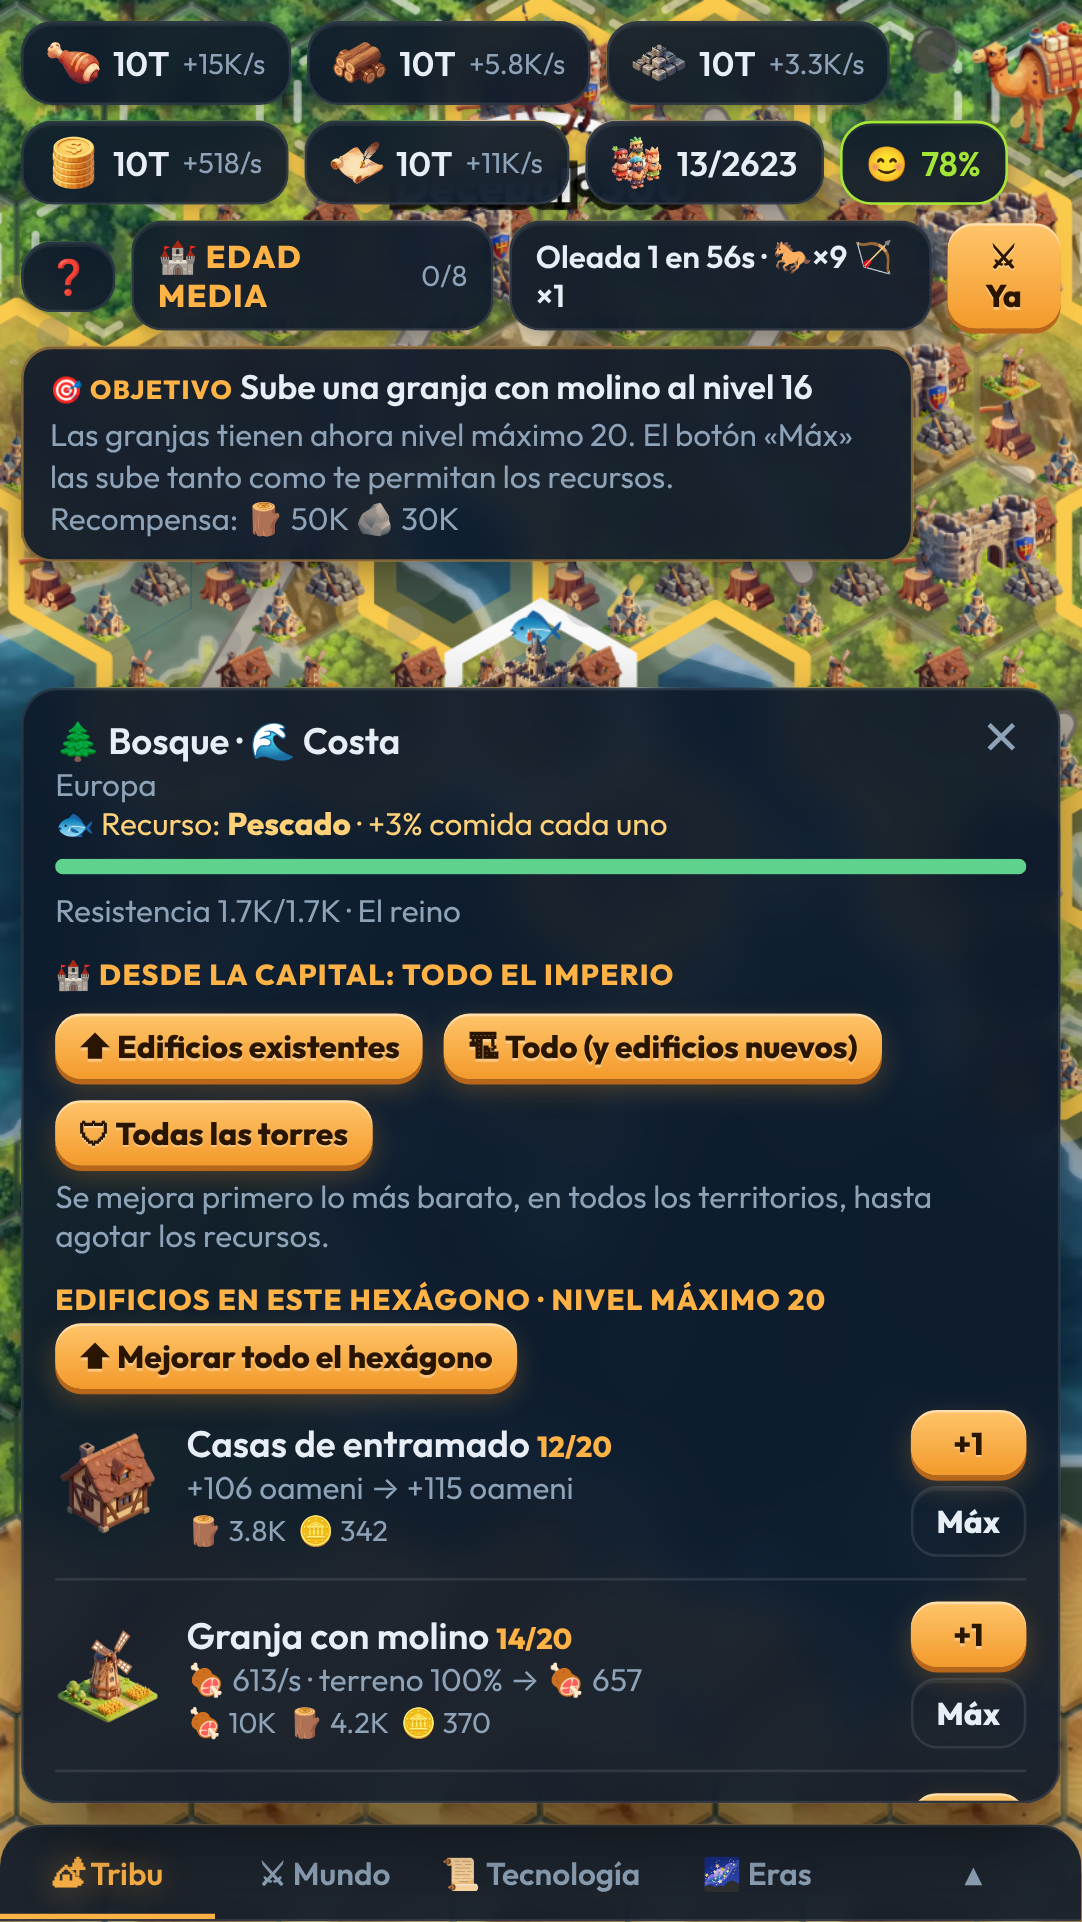 10T +15K/s 10T +5.8K/s 10T +3.3K/s
10T +518/s 10T +11K/s 13/2623 78%
EDAD MEDIA 0/8
Oleada 1 en 56s · ×9 ×1
Ya
OBJETIVO Sube una granja con molino al nivel 16
Las granjas tienen ahora nivel máximo 20. El botón «Máx»
las sube tanto como te permitan los recursos.
Recompensa: 50K 30K
Bosque · Costa
Europa
Recurso: Pescado · +3% comida cada uno
Resistencia 1.7K/1.7K · El reino
DESDE LA CAPITAL: TODO EL IMPERIO
Edificios existentes
Todo (y edificios nuevos)
Todas las torres
Se mejora primero lo más barato, en todos los territorios, hasta
agotar los recursos.
EDIFICIOS EN ESTE HEXÁGONO · NIVEL MÁXIMO 20
Mejorar todo el hexágono
Casas de entramado 12/20
+106 oameni → +115 oameni
3.8K 342
+1
Máx
Granja con molino 14/20
613/s · terreno 100% → 657
10K 4.2K 370
+1
Máx
Tribu Mundo Tecnología Eras